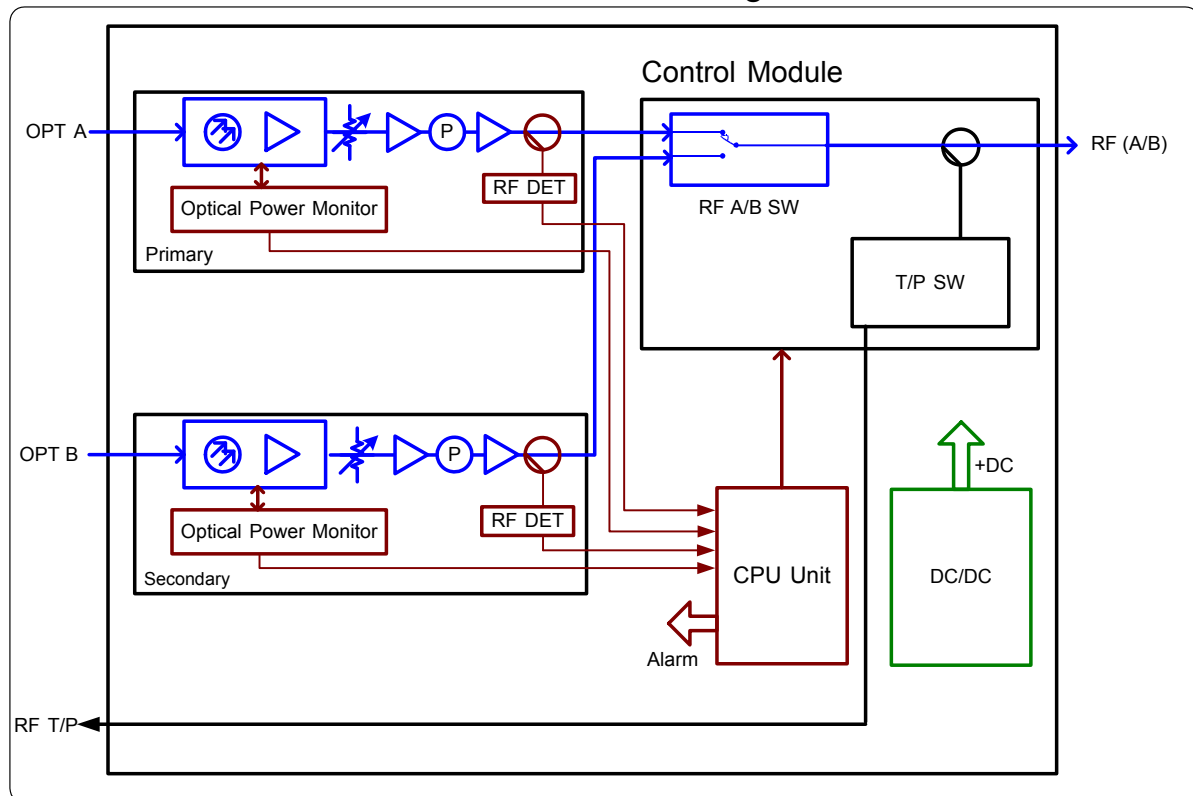 Control Module
OPT A
P
RF DET
Optical Power Monitor
Primary
RF A/B SW
RF (A/B)
T/P SW
OPT B
P
RF DET
Optical Power Monitor
Secondary
CPU Unit
Alarm
+DC
DC/DC
RF T/P